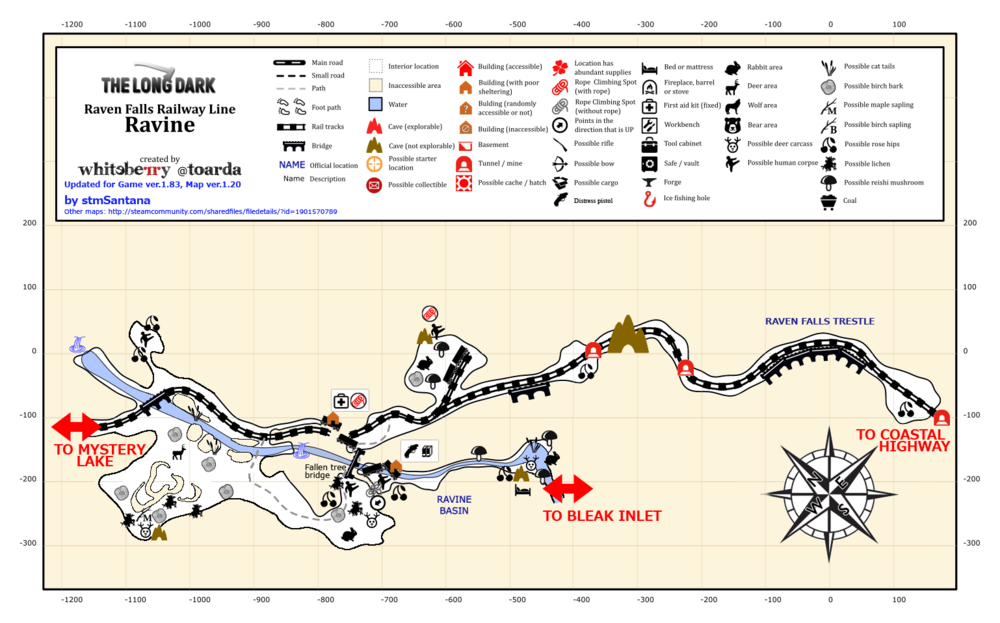 -1200 -1100 -1000 -900 -800 -700 -600 -500 -400 -300 -200 -100 0 100
THE LONG DARK
Raven Falls Railway Line
Ravine
created by
whiteberry @toarda
Updated for Game ver.1.83, Map ver.1.20
by stmSantana
Other maps: http://steamcommunity.com/sharedfiles/filedetails/?id=1901570789
Main road
Small road
Path
Foot path
Rail tracks
Bridge
NAME Official location
Name Description
Interior location
Inaccessible area
Water
Cave (explorable)
Cave (not explorable)
Possible starter
location
Possible collectible
Building (accessible)
Building (with poor
sheltering)
Bulding (randomly
accessible or not)
Building (inaccessible)
Basement
Tunnel / mine
Possible cache / hatch
Location has
abundant supplies
Rope Climbing Spot
(with rope)
Rope Climbing Spot
(without rope)
Points in the
direction that is UP
Possible rifle
Possible bow
Possible cargo
Distress pistol
Bed or mattress
Fireplace, barrel
or stove
First aid kit (fixed)
Workbench
Tool cabinet
Safe / vault
Forge
Ice fishing hole
Rabbit area
Deer area
Wolf area
Bear area
Possible deer carcass
Possible human corpse
Possible cat tails
Possible birch bark
Possible maple sapling
Possible birch sapling
Possible rose hips
Possible lichen
Possible reishi mushroom
Coal
M
B
200 200
100 100
0 0
-100 -100
-200 -200
-300 -300
RAVEN FALLS TRESTLE
TO MYSTERY
LAKE
TO COASTAL
HIGHWAY
Fallen tree
bridge
RAVINE
BASIN
TO BLEAK INLET
M
N
E
S
W
-1200 -1100 -1000 -900 -800 -700 -600 -500 -400 -300 -200 -100 0 100